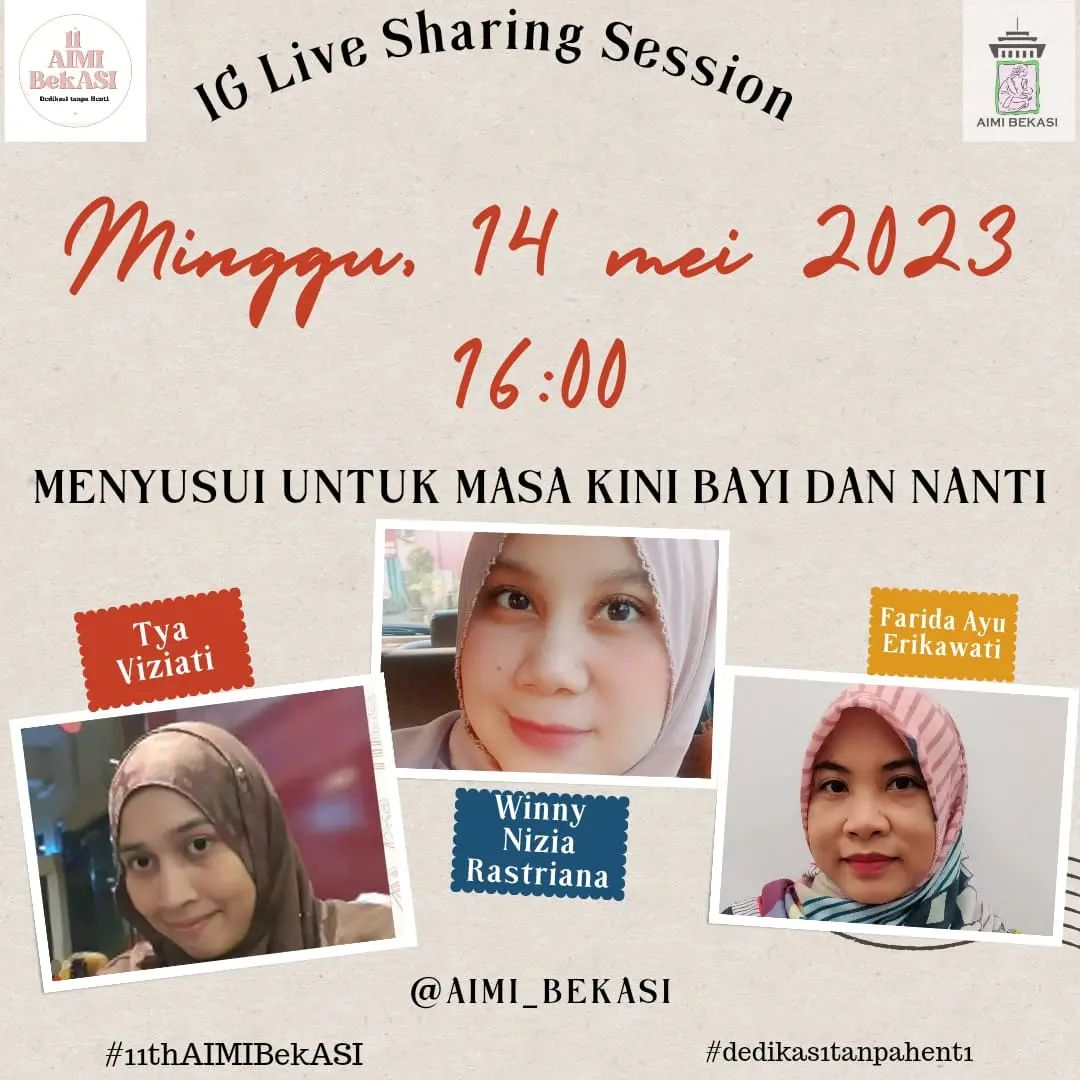 11
AIMI
BekASI
Dedikasi tanpa Henti
IG Live Sharing Session
AIMI BEKASI
Minggu, 14 mei 2023
16:00
MENYUSUI UNTUK MASA KINI BAYI DAN NANTI
Tya
Viziati
Farida Ayu
Erikawati
Winny
Nizia
Rastriana
@AIMI_BEKASI
#11thAIMIBekASI
#dedikas1tanpahent1